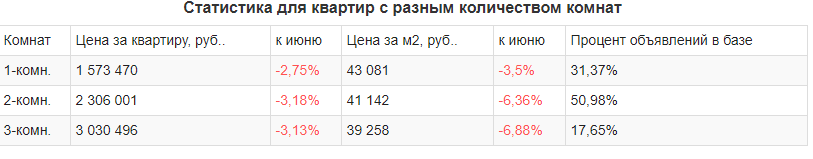 Статистика для квартир с разным количеством комнат
Комнат Цена за квартиру, руб.. к июню Цена за м2, руб.. к июню Процент объявлений в базе
1-комн. 1 573 470 -2,75% 43 081 -3,5% 31,37%
2-комн. 2 306 001 -3,18% 41 142 -6,36% 50,98%
3-комн. 3 030 496 -3,13% 39 258 -6,88% 17,65%